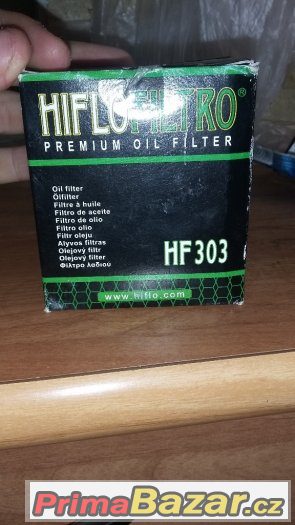 HIFLOFILTRO®
PREMIUM OIL FILTER
Oil filter
Ölfilter
Filtre à huile
Filtro de aceite
Filtro de olio
Filtro olio
Filtr oleju
Alyvos filtras
Olejový filtr
Olejový filter
Φίλτρο λαδιού
HF303
www.hiflo.com
PrimaBazar.cz